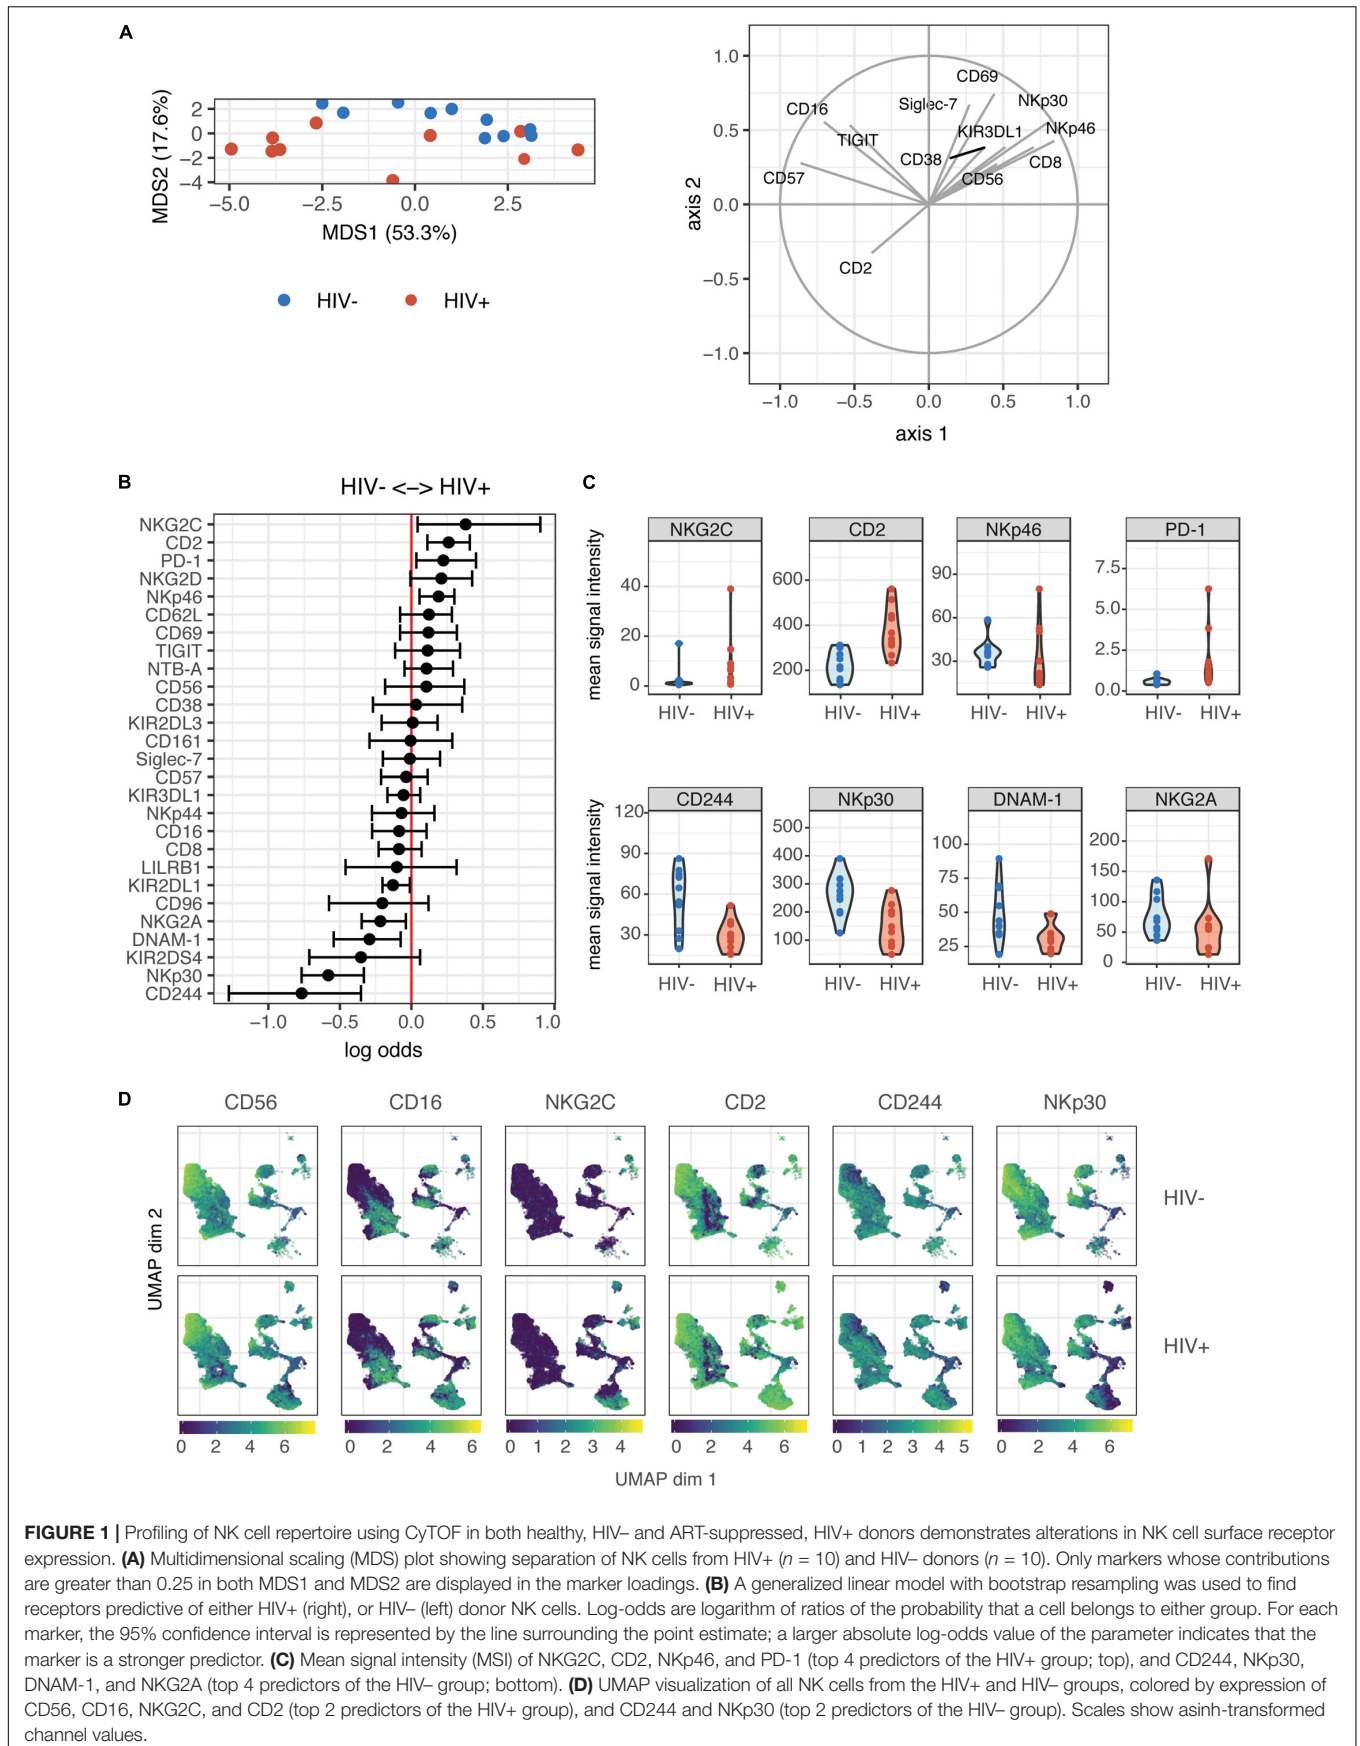 A
MDS2 (17.6%)
2
0
−2
−4
−5.0 −2.5 0.0 2.5
MDS1 (53.3%)
HIV- HIV+
axis 2
1.0
0.5
0.0
−0.5
−1.0
CD69
Siglec-7 NKp30
CD16
KIR3DL1 NKp46
TIGIT
CD38 CD8
CD57 CD56
CD2
−1.0 −0.5 0.0 0.5 1.0
axis 1
B
HIV- <–> HIV+
NKG2C
CD2
PD-1
NKG2D
NKp46
CD62L
CD69
TIGIT
NTB-A
CD56
CD38
KIR2DL3
CD161
Siglec-7
CD57
KIR3DL1
NKp44
CD16
CD8
LILRB1
KIR2DL1
CD96
NKG2A
DNAM-1
KIR2DS4
NKp30
CD244
−1.0 −0.5 0.0 0.5 1.0
log odds
C
mean signal intensity
NKG2C CD2 NKp46 PD-1
40
20
0
600
400
200
90
60
30
7.5
5.0
2.5
0.0
HIV- HIV+ HIV- HIV+ HIV- HIV+ HIV- HIV+
mean signal intensity
CD244 NKp30 DNAM-1 NKG2A
120
90
60
30
500
400
300
200
100
100
75
50
25
200
150
100
50
0
HIV- HIV+ HIV- HIV+ HIV- HIV+ HIV- HIV+
D
CD56 CD16 NKG2C CD2 CD244 NKp30
UMAP dim 2
HIV-
HIV+
0 2 4 6 0 2 4 6 0 1 2 3 4 0 2 4 6 0 1 2 3 4 5 0 2 4 6
UMAP dim 1
FIGURE 1 | Profiling of NK cell repertoire using CyTOF in both healthy, HIV– and ART-suppressed, HIV+ donors demonstrates alterations in NK cell surface receptor
expression. (A) Multidimensional scaling (MDS) plot showing separation of NK cells from HIV+ (n = 10) and HIV– donors (n = 10). Only markers whose contributions
are greater than 0.25 in both MDS1 and MDS2 are displayed in the marker loadings. (B) A generalized linear model with bootstrap resampling was used to find
receptors predictive of either HIV+ (right), or HIV– (left) donor NK cells. Log-odds are logarithm of ratios of the probability that a cell belongs to either group. For each
marker, the 95% confidence interval is represented by the line surrounding the point estimate; a larger absolute log-odds value of the parameter indicates that the
marker is a stronger predictor. (C) Mean signal intensity (MSI) of NKG2C, CD2, NKp46, and PD-1 (top 4 predictors of the HIV+ group; top), and CD244, NKp30,
DNAM-1, and NKG2A (top 4 predictors of the HIV– group; bottom). (D) UMAP visualization of all NK cells from the HIV+ and HIV– groups, colored by expression of
CD56, CD16, NKG2C, and CD2 (top 2 predictors of the HIV+ group), and CD244 and NKp30 (top 2 predictors of the HIV– group). Scales show asinh-transformed
channel values.